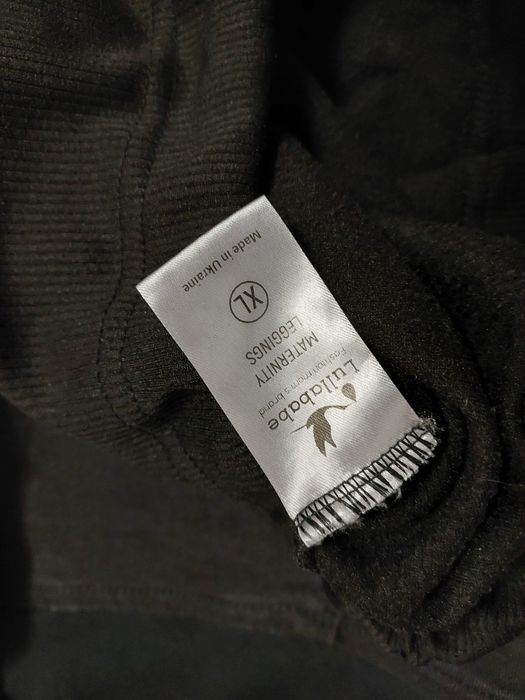 Lullababe
Fashion mom's brand
MATERNITY
LEGGINGS
XL
Made in Ukraine